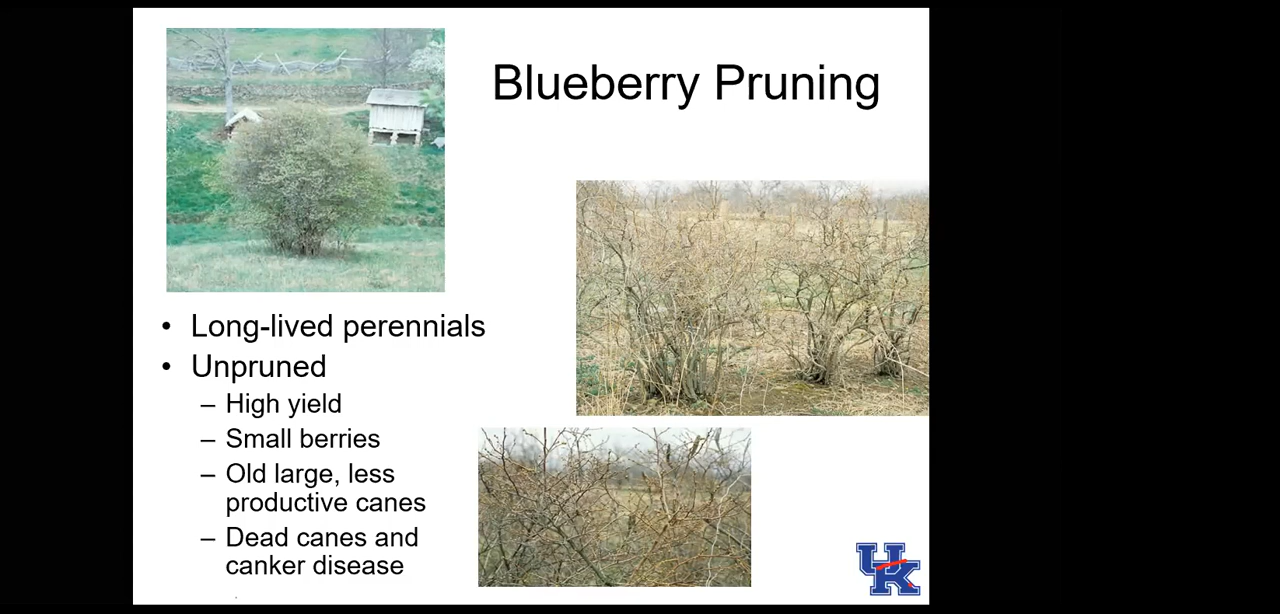 Blueberry Pruning
• Long-lived perennials
• Unpruned
– High yield
– Small berries
– Old large, less
productive canes
– Dead canes and
canker disease
UK